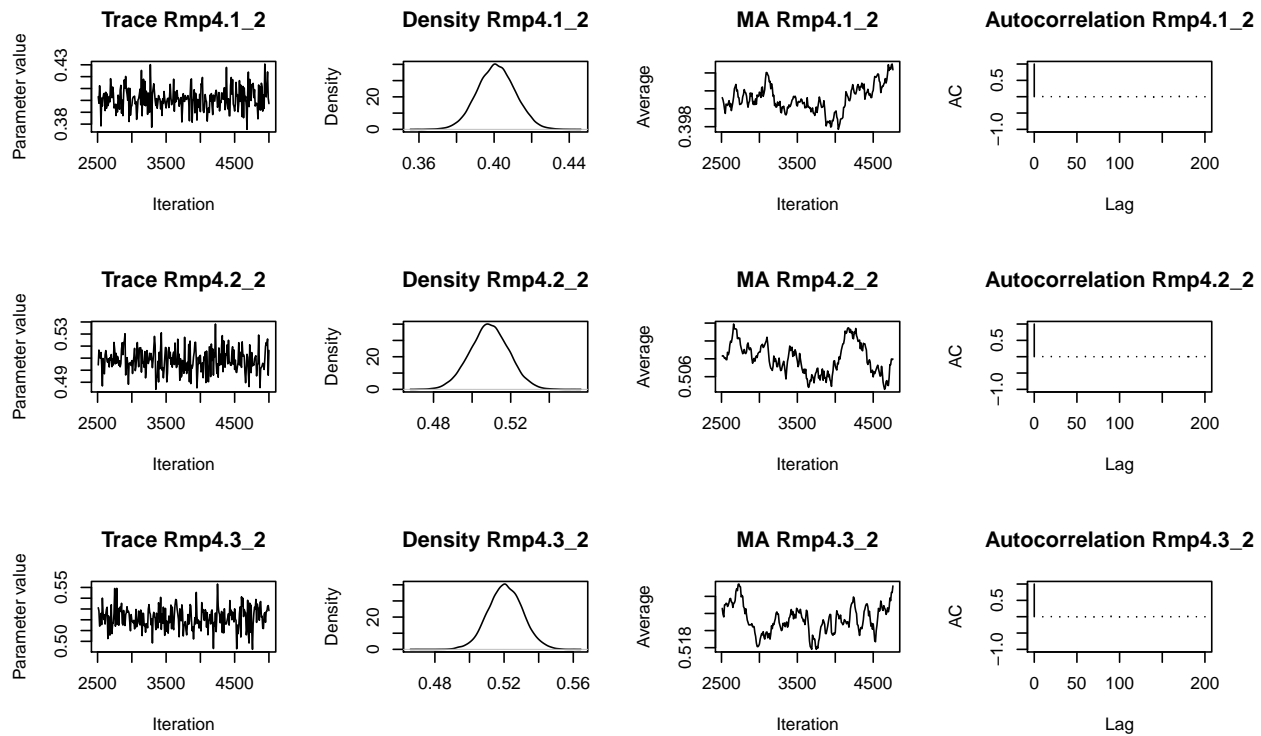 Trace Rmp4.1_2
Density Rmp4.1_2
MA Rmp4.1_2
Autocorrelation Rmp4.1_2
Parameter value
0.38
0.43
2500 3500 4500
Iteration
Density
0 20
0.36 0.40 0.44
Average
0.398
2500 3500 4500
Iteration
AC
−1.0 0.5
0 50 100 200
Lag
Trace Rmp4.2_2
Density Rmp4.2_2
MA Rmp4.2_2
Autocorrelation Rmp4.2_2
Parameter value
0.49 0.53
2500 3500 4500
Iteration
Density
0 20
0.48 0.52
Average
0.506
2500 3500 4500
Iteration
AC
−1.0 0.5
0 50 100 200
Lag
Trace Rmp4.3_2
Density Rmp4.3_2
MA Rmp4.3_2
Autocorrelation Rmp4.3_2
Parameter value
0.50 0.55
2500 3500 4500
Iteration
Density
0 20
0.48 0.52 0.56
Average
0.518
2500 3500 4500
Iteration
AC
−1.0 0.5
0 50 100 200
Lag